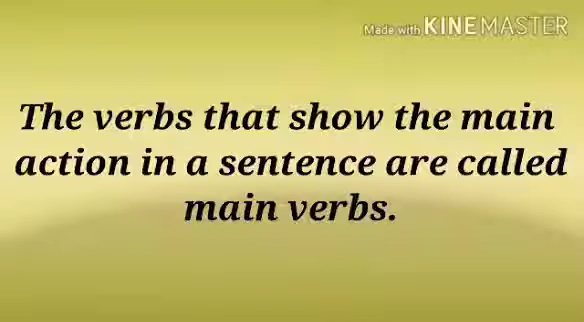 Made with KINEMASTER
The verbs that show the main
action in a sentence are called
main verbs.